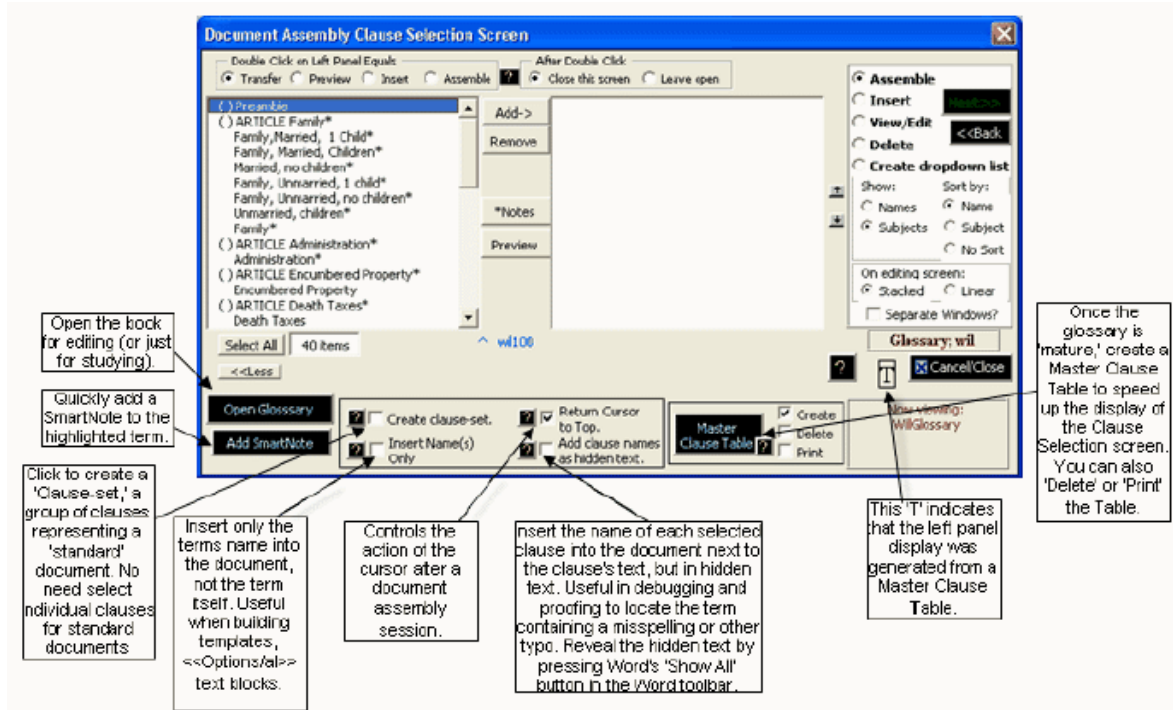 Document Assembly Clause Selection Screen
Double Click on Left Panel Equals
After Double Click
Transfer Preview Insert Assemble ? Close this screen Leave open
( ) Preamble
( ) ARTICLE Family*
Family,Married, 1 Child*
Family, Married, Children*
Married, no children*
Family, Unmarried, 1 child*
Family, Unmarried, no children*
Unmarried, children*
Family*
( ) ARTICLE Administration*
Administration*
( ) ARTICLE Encumbered Property*
Encumbered Property
( ) ARTICLE Death Taxes*
Death Taxes
Add->
Remove
*Notes
Preview
Assemble
Insert
Next>>
View/Edit
<<Back
Delete
Create dropdown list
Show: Sort by:
Names Name
Subjects Subject
No Sort
On editing screen:
Stacked Linear
Separate Windows?
Select All 40 items
^ wil100
Glossary: wil
<<Less
? T Cancel/Close
Open Glossary
Add SmartNote
? Create clause-set.
? Insert Name(s)
Only
? Return Cursor
to Top.
? Add clause names
as hidden text.
Master
Clause Table ?
Create
Delete
Print
Now viewing:
WilGlossary
Open the book
for editing (or just
for studying).
Quickly add a
SmartNote to the
highlighted term.
Click to create a
'Clause-set,' a
group of clauses
representing a
'standard'
document. No
need select
ndividual clauses
for standard
documents
Insert only the
terms name into
the document,
not the term
itself. Useful
when building
templates,
<<Options/al>>
text blocks.
Controls the
action of the
cursor ater a
document
assembly
session.
nsert the name of each selected
clause into the document next to
the clause's text, but in hidden
text. Useful in debugging and
proofing to locate the term
containing a misspelling or other
typo. Reveal the hidden text by
pressing Word's 'Show All'
button in the Word toolbar.
This 'T' indicates
that the left panel
display was
generated from a
Master Clause
Table.
Once the
glossary is
'mature,' create a
Master Clause
Table to speed
up the display of
the Clause
Selection screen.
You can also
'Delete' or 'Print'
the Table.